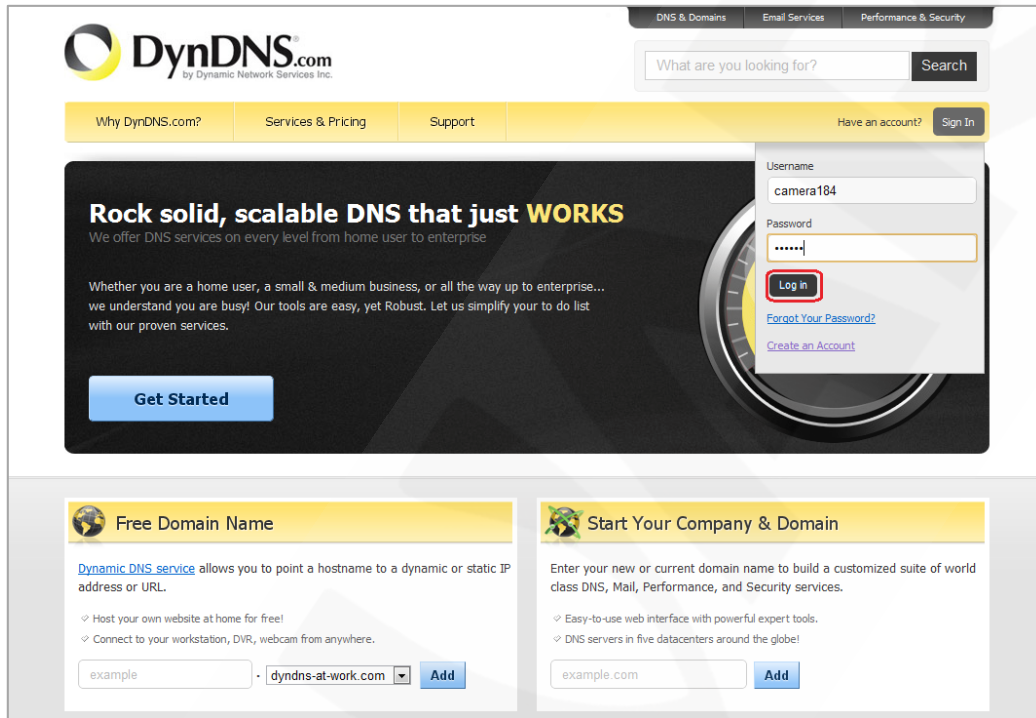 DNS & Domains Email Services Performance & Security
DynDNS.com
by Dynamic Network Services Inc.
What are you looking for? Search
Why DynDNS.com? Services & Pricing Support Have an account? Sign In
Username
camera184
Password
••••••
Log in
Forgot Your Password?
Create an Account
Rock solid, scalable DNS that just WORKS
We offer DNS services on every level from home user to enterprise
Whether you are a home user, a small & medium business, or all the way up to enterprise...
we understand you are busy! Our tools are easy, yet Robust. Let us simplify your to do list
with our proven services.
Get Started
Free Domain Name
Dynamic DNS service allows you to point a hostname to a dynamic or static IP
address or URL.
Host your own website at home for free!
Connect to your workstation, DVR, webcam from anywhere.
example - dyndns-at-work.com Add
Start Your Company & Domain
Enter your new or current domain name to build a customized suite of world
class DNS, Mail, Performance, and Security services.
Easy-to-use web interface with powerful expert tools.
DNS servers in five datacenters around the globe!
example.com Add